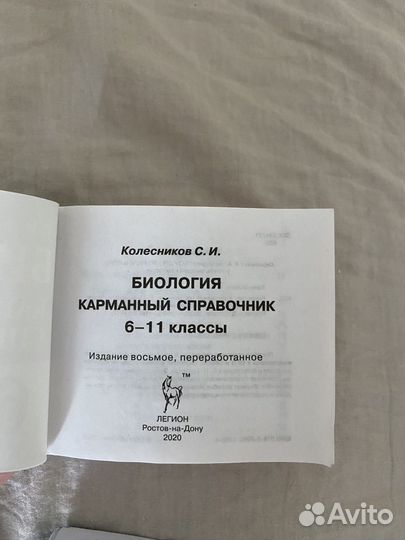 Колесников С. И.
БИОЛОГИЯ
КАРМАННЫЙ СПРАВОЧНИК
6–11 классы
Издание восьмое, переработанное
TM
ЛЕГИОН
Ростов-на-Дону
2020
Avito